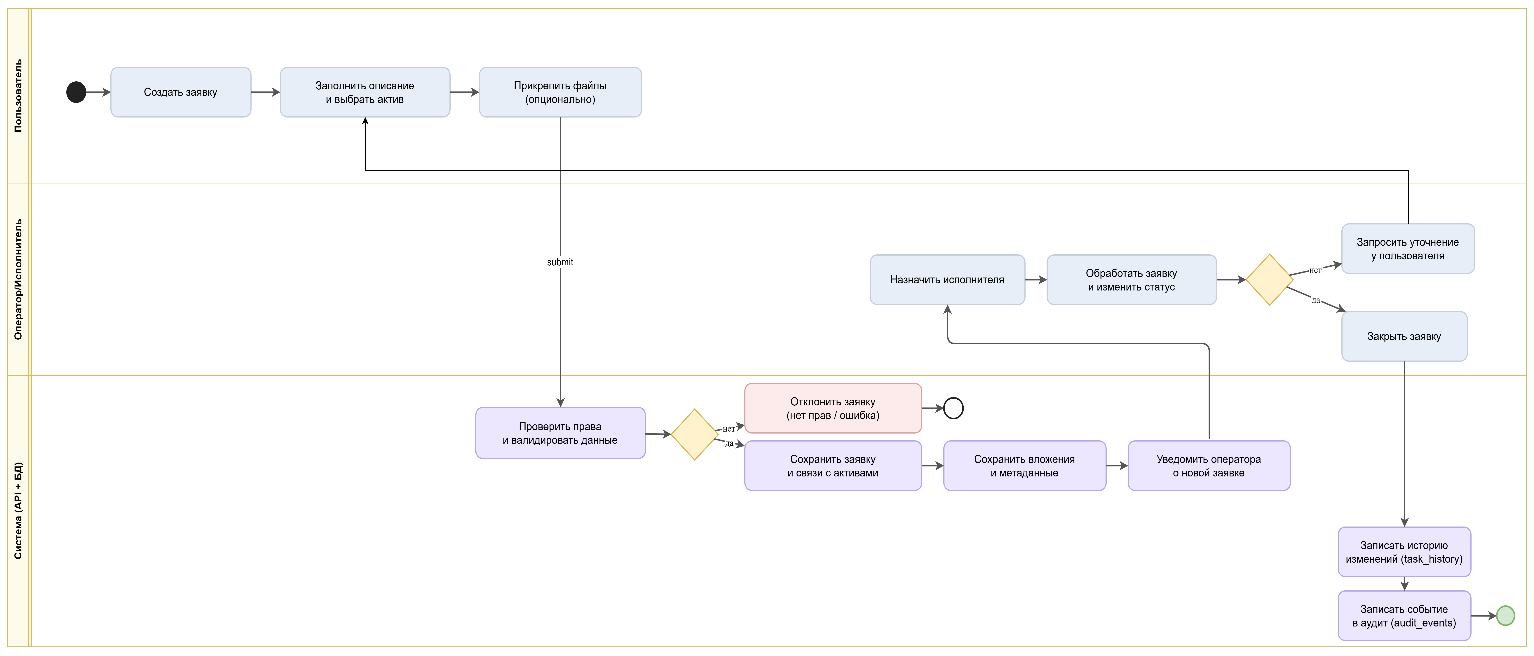 Пользователь
Создать заявку
Заполнить описание
и выбрать актив
Прикрепить файлы
(опционально)
Оператор/Исполнитель
submit
Назначить исполнителя
Обработать заявку
и изменить статус
нет
Запросить уточнение
у пользователя
да
Закрыть заявку
Система (API + БД)
Проверить права
и валидировать данные
нет
Отклонить заявку
(нет прав / ошибка)
да
Сохранить заявку
и связи с активами
Сохранить вложения
и метаданные
Уведомить оператора
о новой заявке
Записать историю
изменений (task_history)
Записать событие
в аудит (audit_events)